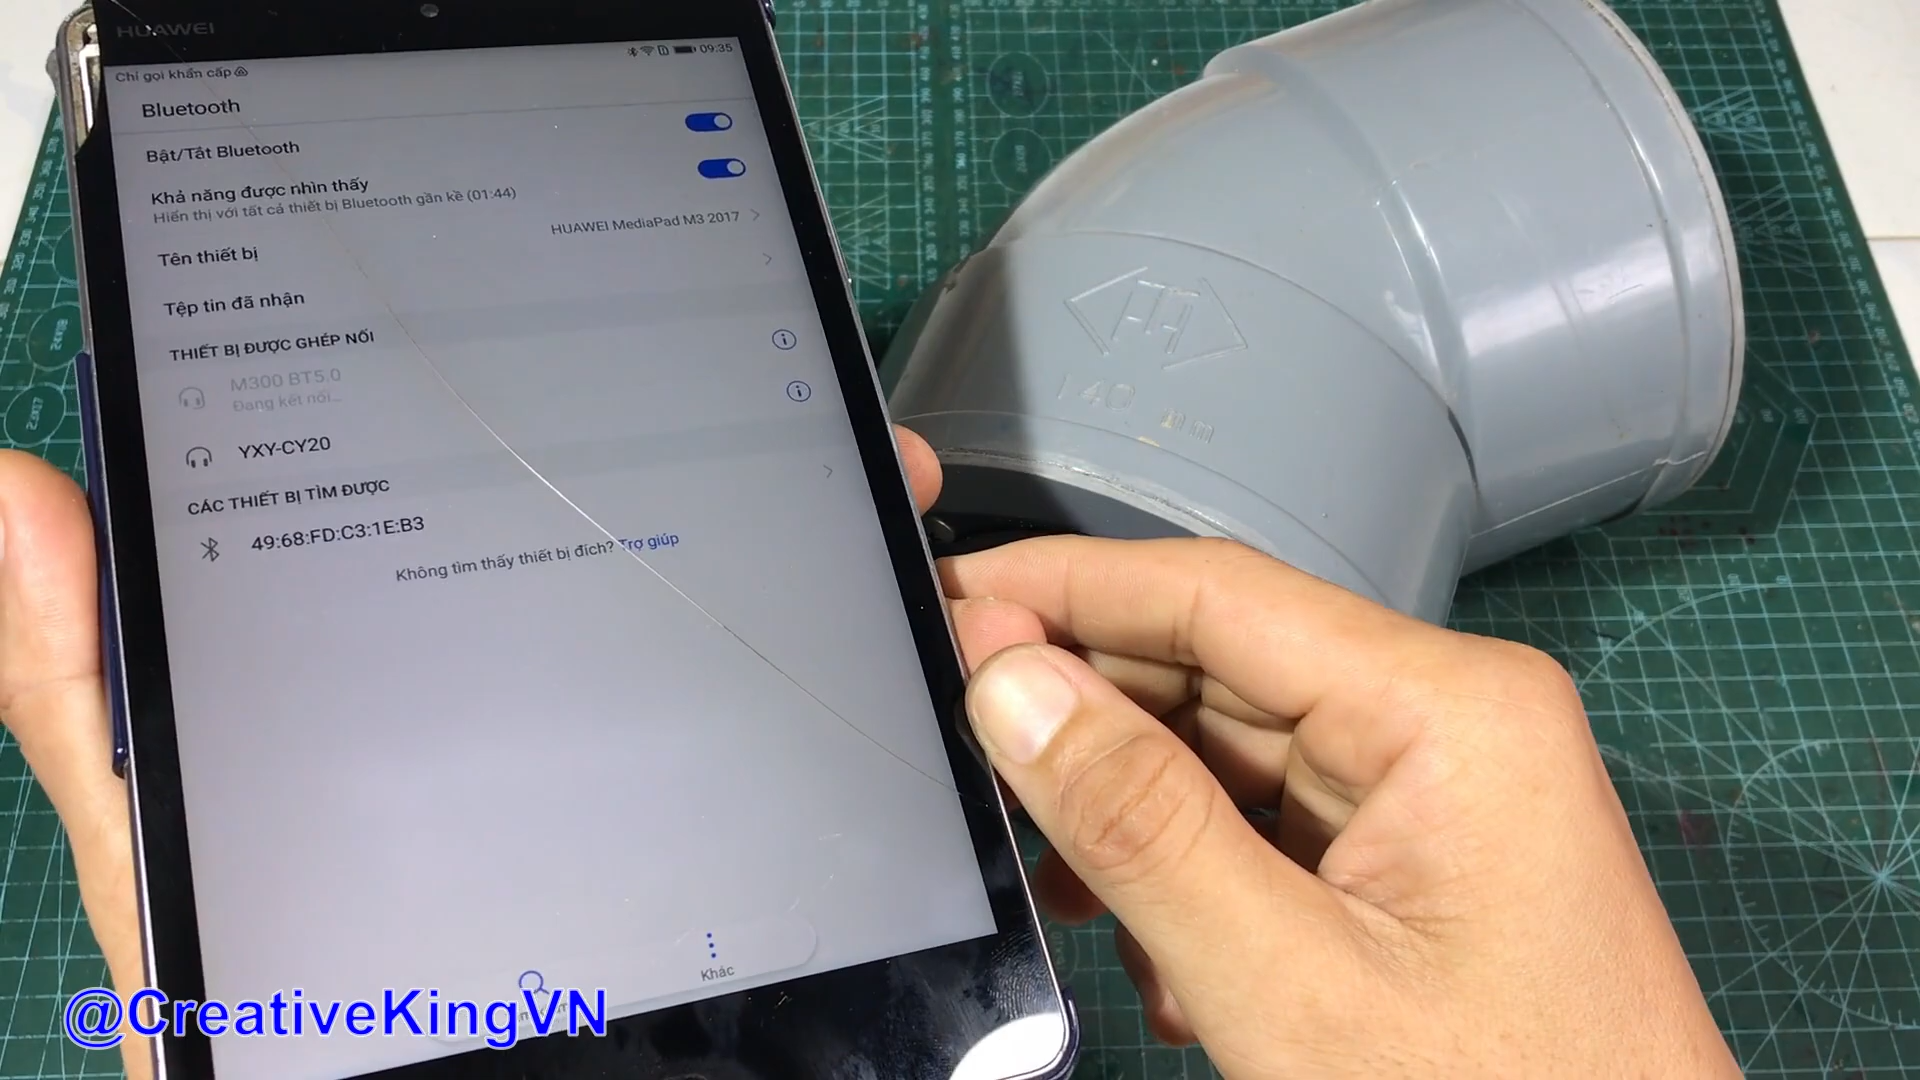 HUAWEI
09:35
Chỉ gọi khẩn cấp
Bluetooth
Bật/Tắt Bluetooth
Khả năng được nhìn thấy
Hiển thị với tất cả thiết bị Bluetooth gần kề (01:44)
Tên thiết bị
HUAWEI MediaPad M3 2017
Tệp tin đã nhận
THIẾT BỊ ĐƯỢC GHÉP NỐI
M300 BT5.0
Đang kết nối...
YXY-CY20
CÁC THIẾT BỊ TÌM ĐƯỢC
49:68:FD:C3:1E:B3
Không tìm thấy thiết bị đích? Trợ giúp
Khác
140 mm
@CreativeKingVN